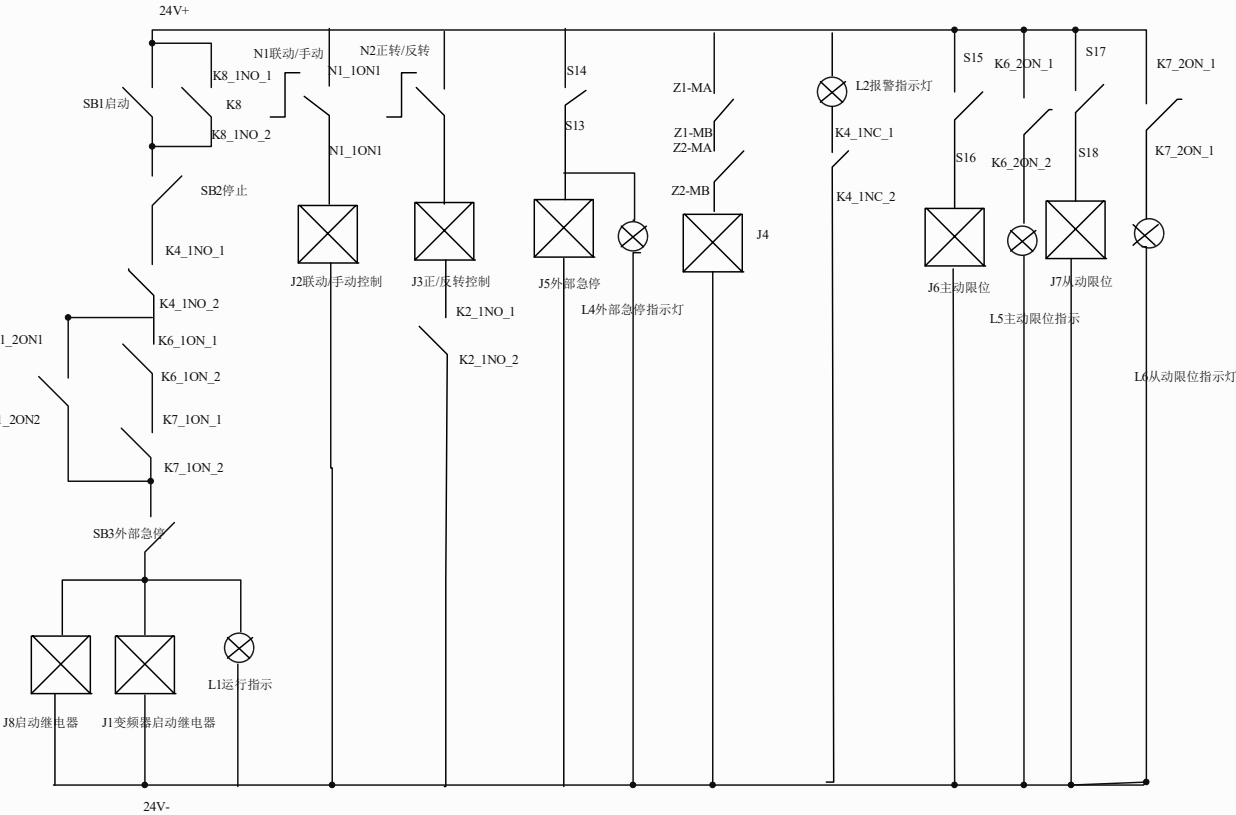 24V+
SB1启动
K8_1NO_1
K8
K8_1NO_2
N1联动/手动
N1_1ON1
N1_1ON1
N2正转/反转
S14
S13
Z1-MA
Z1-MB
Z2-MA
Z2-MB
L2报警指示灯
K4_1NC_1
K4_1NC_2
S15
S16
K6_2ON_1
K6_2ON_2
S17
S18
K7_2ON_1
K7_2ON_1
SB2停止
K4_1NO_1
K4_1NO_2
1_2ON1
_2ON2
K6_1ON_1
K6_1ON_2
K7_1ON_1
K7_1ON_2
J2联动/手动控制
J3正/反转控制
K2_1NO_1
K2_1NO_2
J5外部急停
L4外部急停指示灯
J4
J6主动限位
L5主动限位指示
J7从动限位
L6从动限位指示灯
SB3外部急停
L1运行指示
J8启动继电器
J1变频器启动继电器
24V-